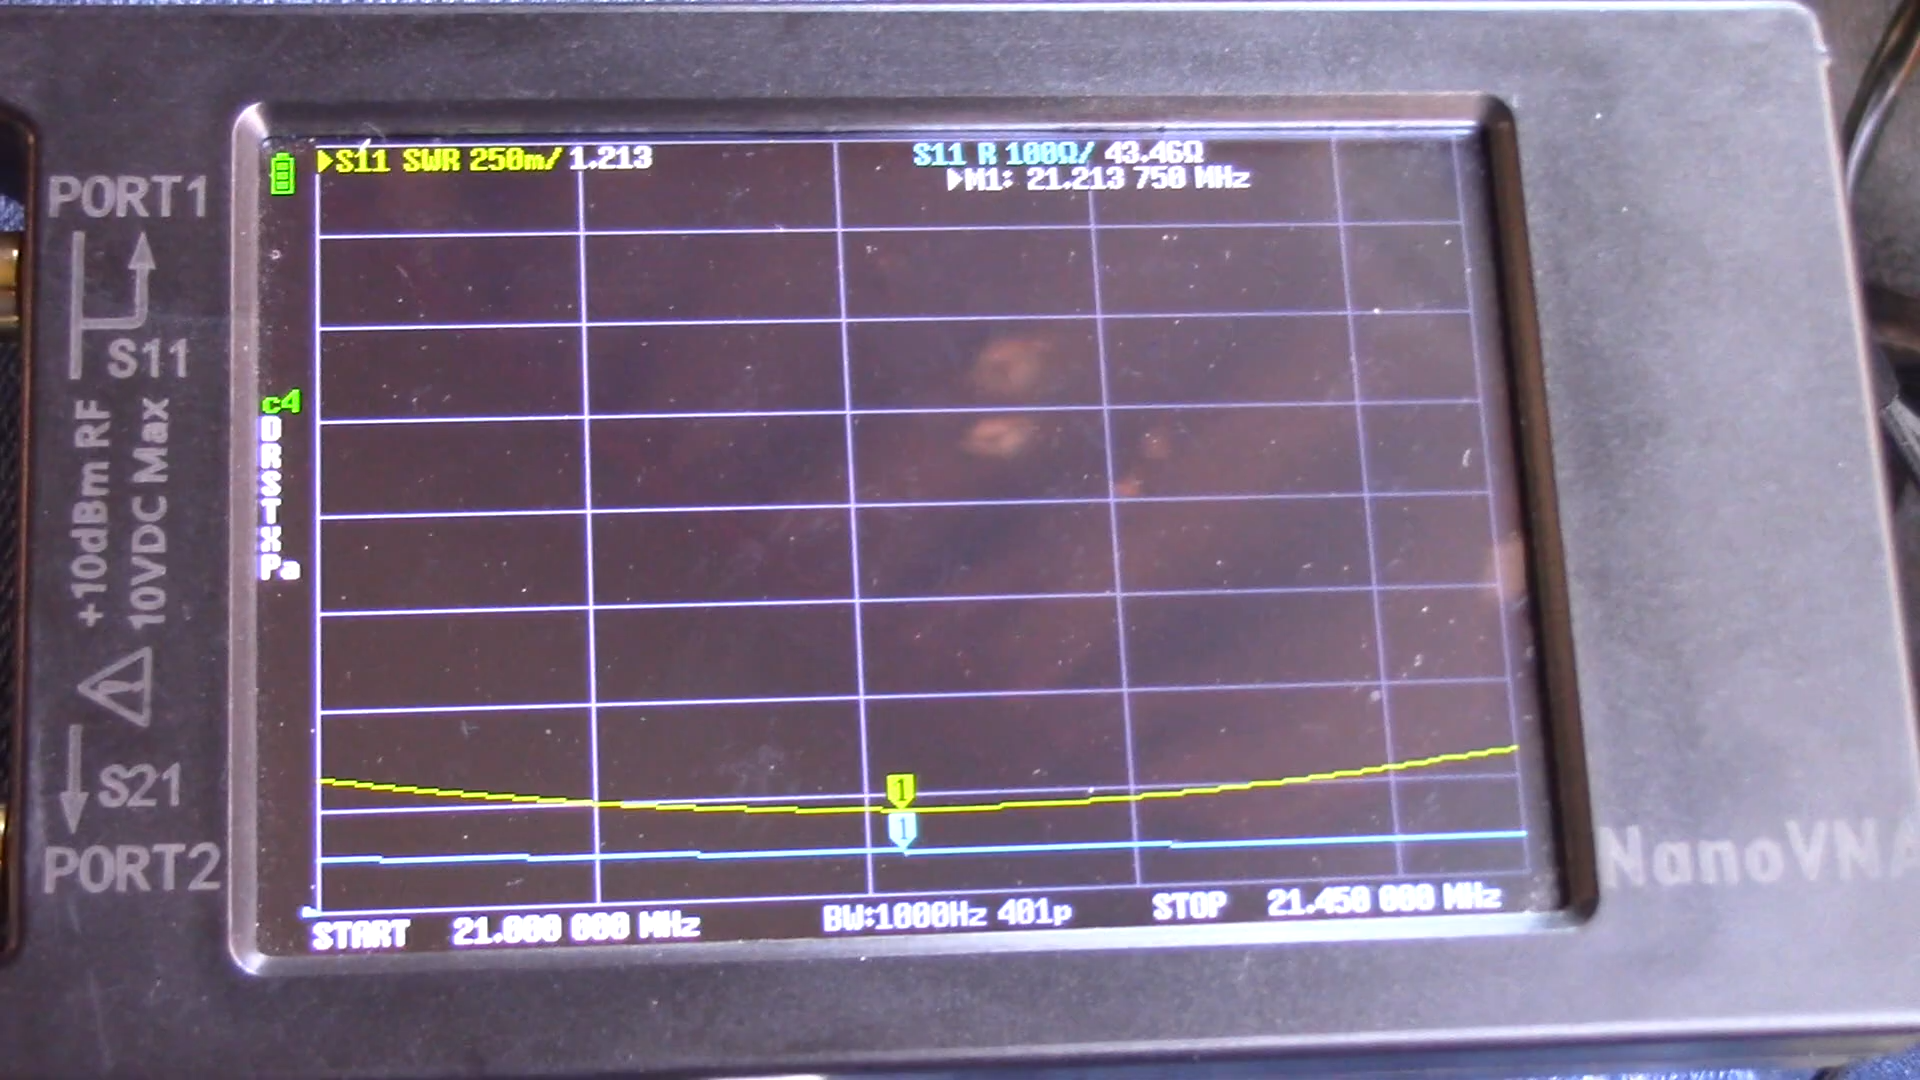 S11 SWR 250m/ 1.213
S11 R 100Ω/ 43.46Ω
M1: 21.213 750 MHz
PORT1
S11
+10dBm RF
10VDC Max
S21
PORT2
c4
D
R
S
T
X
Pa
1
1
START 21.000 000 MHz
BW:1000Hz 401p
STOP 21.450 000 MHz
NanoVNA